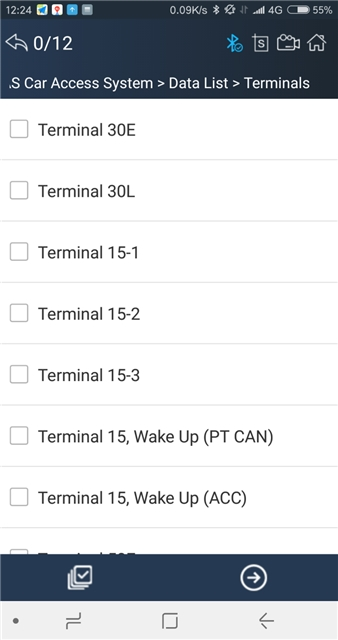 12:24 0.09K/s 4G 55%
0/12 S
.S Car Access System > Data List > Terminals
Terminal 30E
Terminal 30L
Terminal 15-1
Terminal 15-2
Terminal 15-3
Terminal 15, Wake Up (PT CAN)
Terminal 15, Wake Up (ACC)